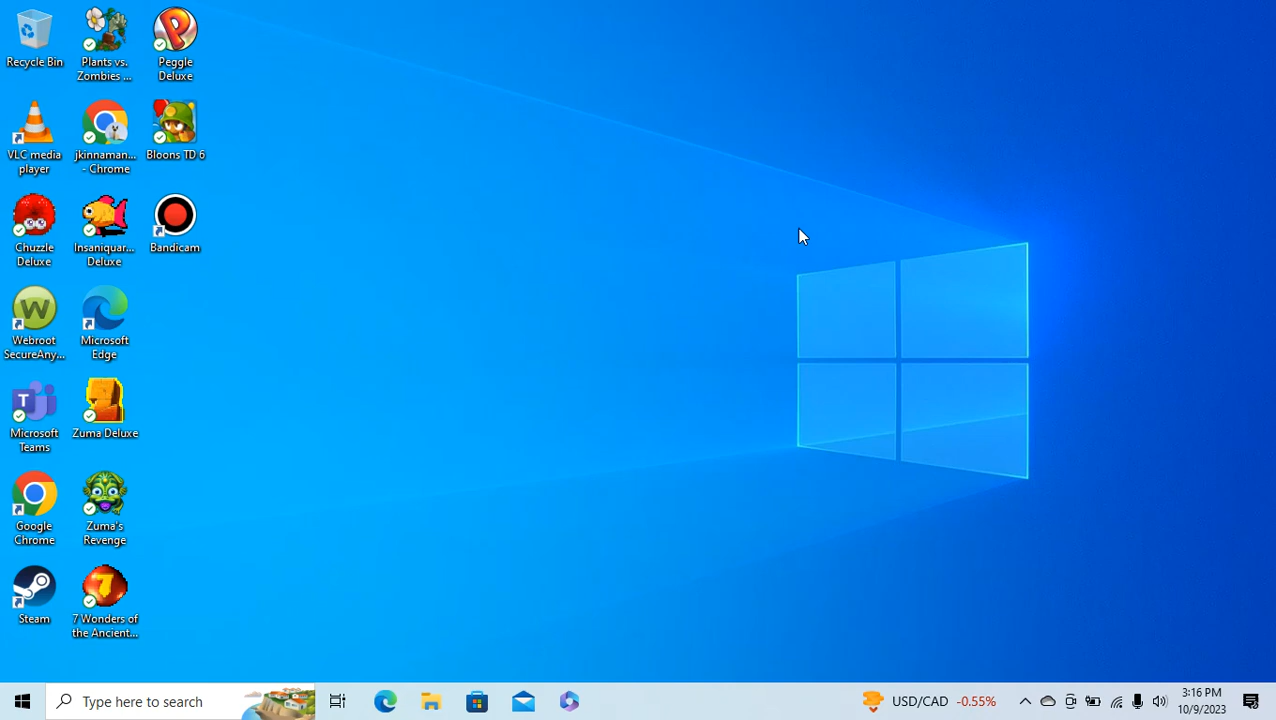 Recycle Bin
Plants vs.
Zombies ...
Peggle
Deluxe
VLC media
player
jkinnaman...
- Chrome
Bloons TD 6
Chuzzle
Deluxe
Insaniquar...
Deluxe
Bandicam
Webroot
SecureAny...
Microsoft
Edge
Microsoft
Teams
Zuma Deluxe
Google
Chrome
Zuma's
Revenge
Steam
7 Wonders of
the Ancient...
Type here to search
USD/CAD -0.55%
3:16 PM
10/9/2023